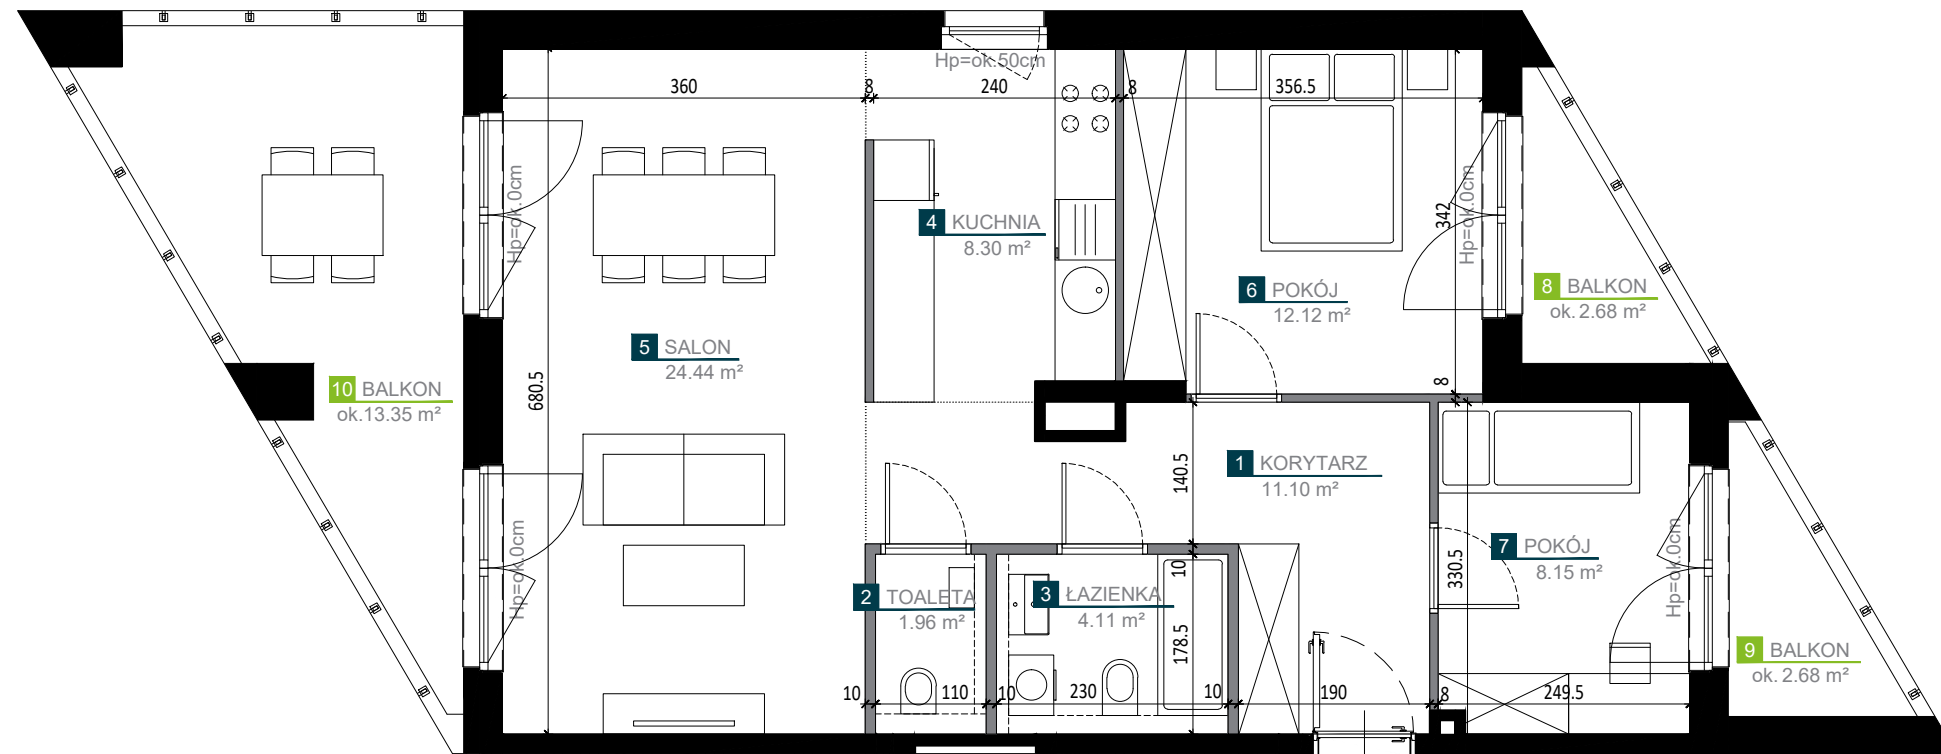 Hp=ok.50cm
360
8
240
8
356.5
Hp=ok.0cm
4 KUCHNIA
8.30 m²
342
Hp=ok.0cm
6 POKÓJ
12.12 m²
8 BALKON
ok. 2.68 m²
5 SALON
24.44 m²
10 BALKON
ok.13.35 m²
680.5
8
1 KORYTARZ
11.10 m²
140.5
Hp=ok.0cm
7 POKÓJ
8.15 m²
330.5
Hp=ok.0cm
2 TOALETA
1.96 m²
3 ŁAZIENKA
4.11 m²
10
178.5
9 BALKON
ok. 2.68 m²
10
110
10
230
10
190
8
249.5